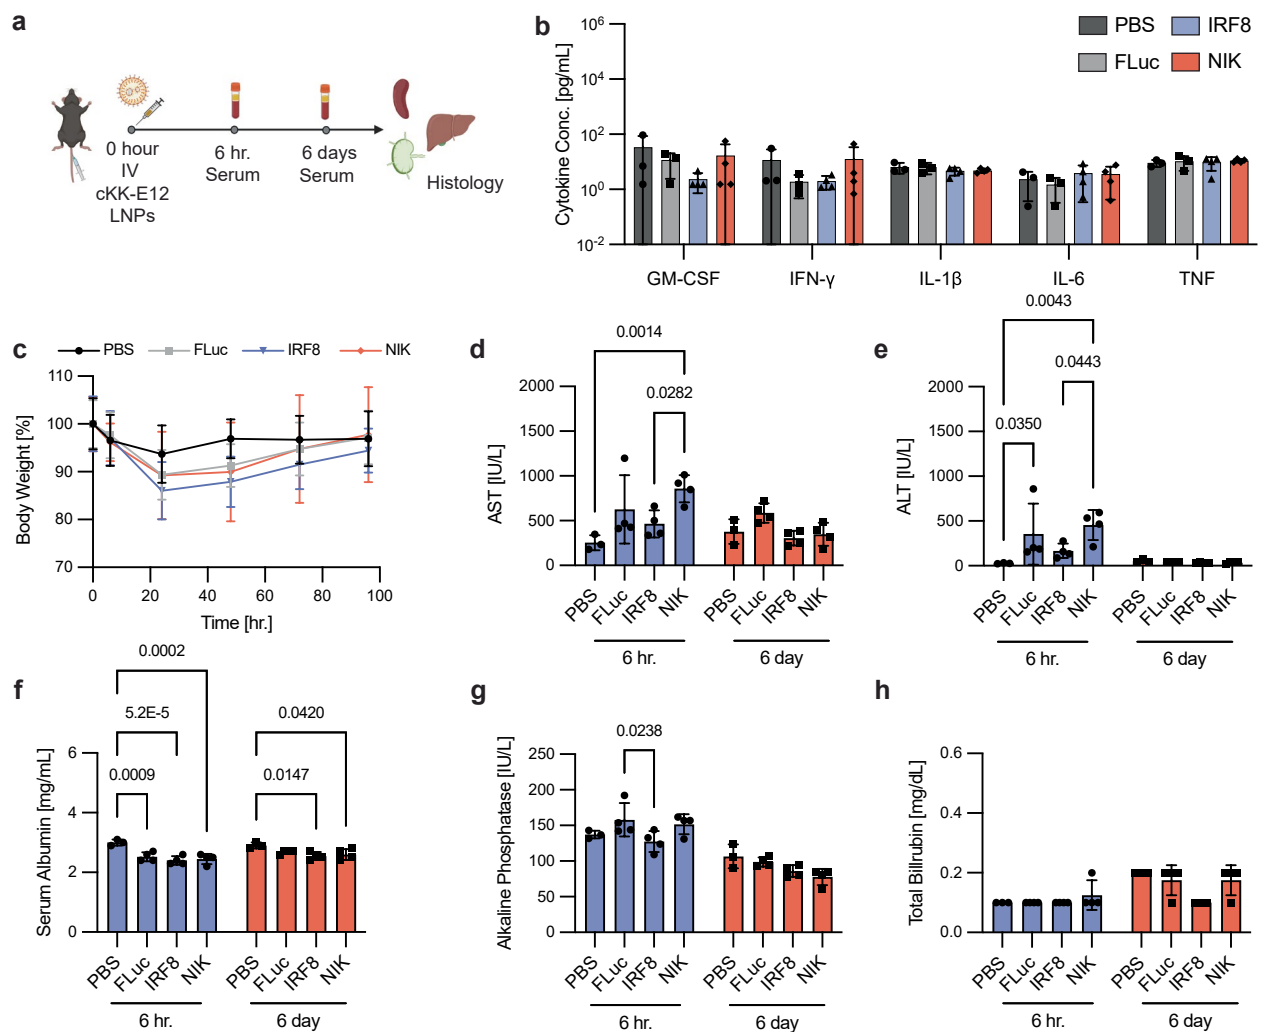 a
0 hour
IV
cKK-E12
LNPs
6 hr.
Serum
6 days
Serum
Histology
b
PBS
IRF8
FLuc
NIK
Cytokine Conc. [pg/mL]
10^6
10^4
10^2
10^0
10^-2
GM-CSF
IFN-γ
IL-1β
IL-6
TNF
c
PBS
FLuc
IRF8
NIK
Body Weight [%]
110
100
90
80
70
0
20
40
60
80
100
Time [hr.]
d
0.0014
0.0282
AST [IU/L]
2000
1500
1000
500
0
PBS
FLuc
IRF8
NIK
PBS
FLuc
IRF8
NIK
6 hr.
6 day
e
0.0043
0.0443
0.0350
ALT [IU/L]
2000
1500
1000
500
0
PBS
FLuc
IRF8
NIK
PBS
FLuc
IRF8
NIK
6 hr.
6 day
f
0.0002
5.2E-5
0.0009
0.0420
0.0147
Serum Albumin [mg/mL]
6
4
2
0
PBS
FLuc
IRF8
NIK
PBS
FLuc
IRF8
NIK
6 hr.
6 day
g
0.0238
Alkaline Phosphatase [IU/L]
250
200
150
100
50
0
PBS
FLuc
IRF8
NIK
PBS
FLuc
IRF8
NIK
6 hr.
6 day
h
Total Billrubin [mg/dL]
0.6
0.4
0.2
0.0
PBS
FLuc
IRF8
NIK
PBS
FLuc
IRF8
NIK
6 hr.
6 day